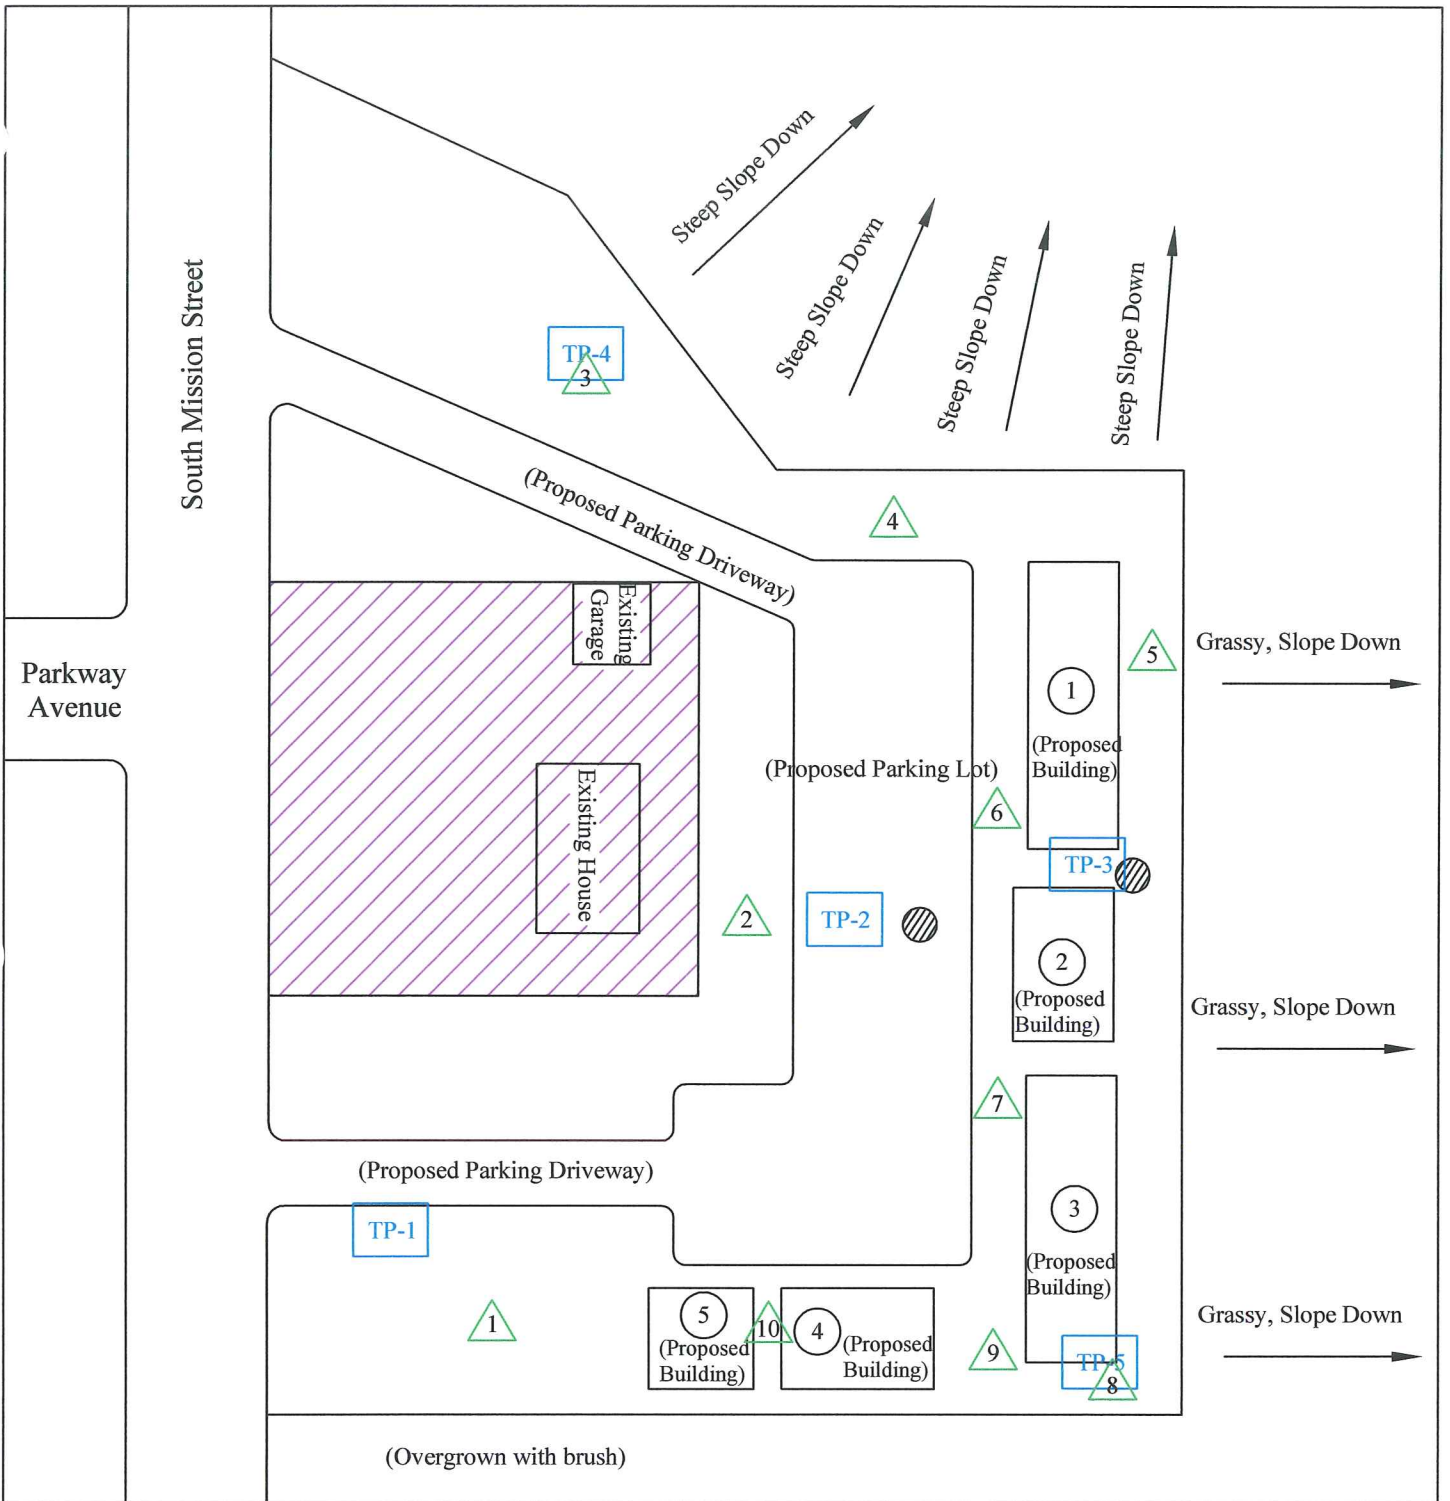 Steep Slope Down
Steep Slope Down
Steep Slope Down
Steep Slope Down
South Mission Street
TP-4
3
(Proposed Parking Driveway)
4
Existing
Garage
Parkway
Avenue
5
Grassy, Slope Down
1
(Proposed
Building)
(Proposed Parking Lot)
6
Existing House
TP-3
2
TP-2
2
(Proposed
Building)
Grassy, Slope Down
7
(Proposed Parking Driveway)
TP-1
3
(Proposed
Building)
1
5
(Proposed
Building)
10
4
(Proposed
Building)
9
TP-5
8
Grassy, Slope Down
(Overgrown with brush)